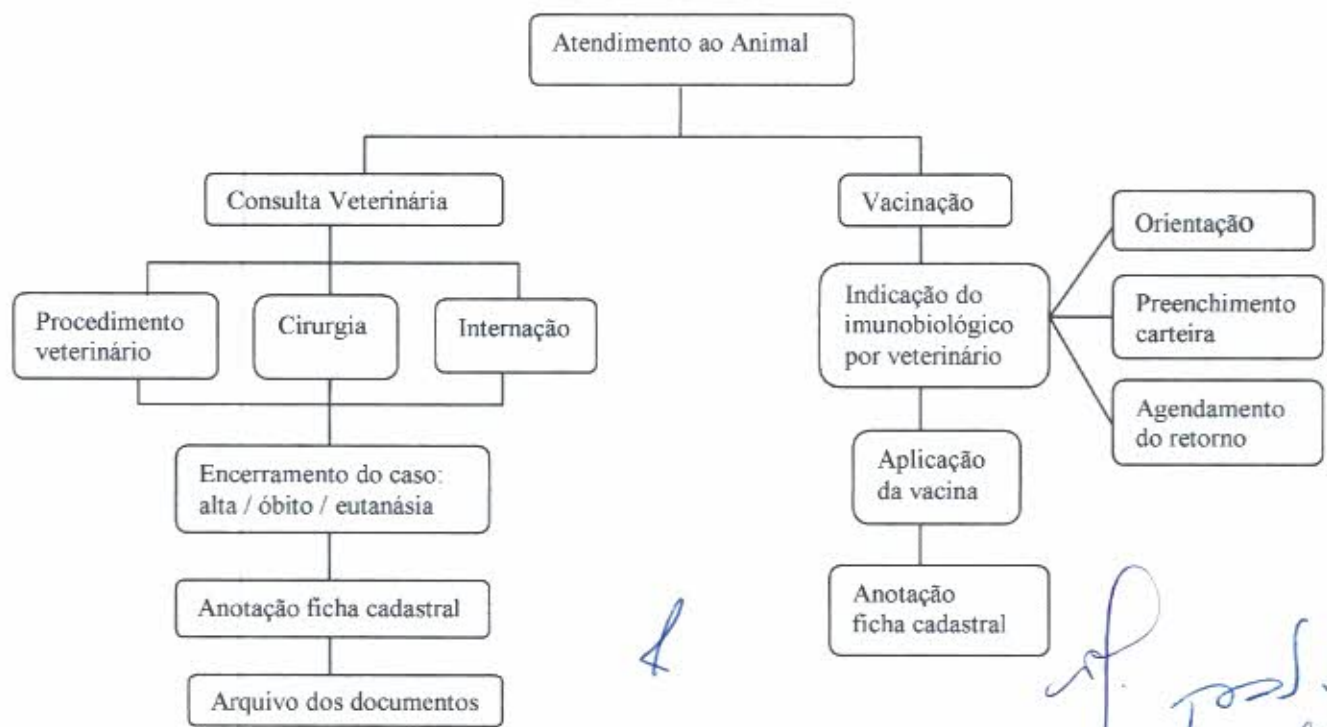 Atendimento ao Animal
Consulta Veterinária
Vacinação
Procedimento
veterinário
Cirurgia
Internação
Indicação do
imunobiológico
por veterinário
Orientação
Preenchimento
carteira
Agendamento
do retorno
Encerramento do caso:
alta / óbito / eutanásia
Aplicação
da vacina
Anotação ficha cadastral
Anotação
ficha cadastral
Arquivo dos documentos